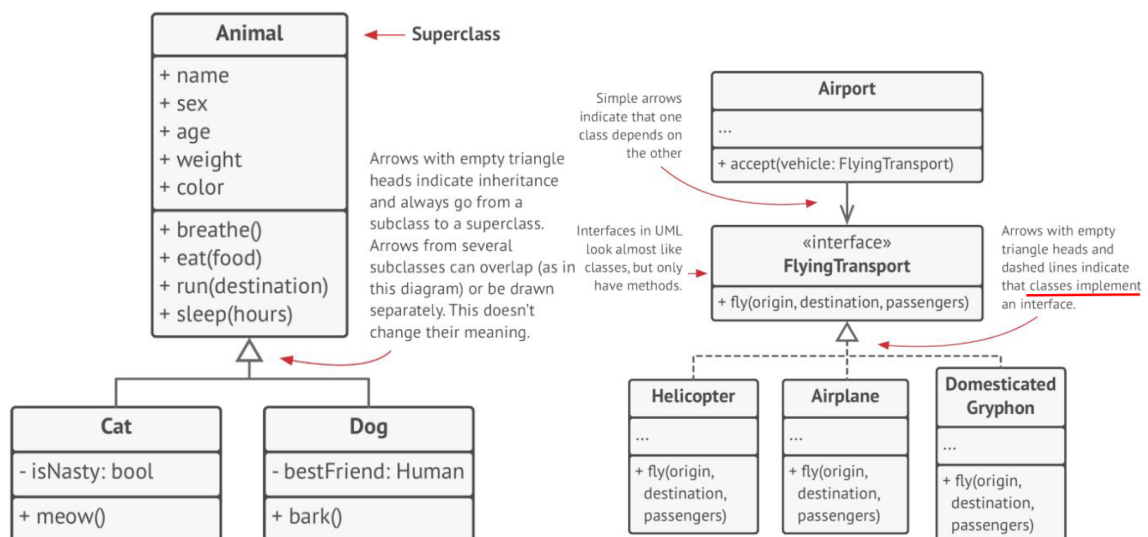 Animal
+ name
+ sex
+ age
+ weight
+ color
+ breathe()
+ eat(food)
+ run(destination)
+ sleep(hours)
Superclass
Arrows with empty triangle
heads indicate inheritance
and always go from a
subclass to a superclass.
Arrows from several
subclasses can overlap (as in
this diagram) or be drawn
separately. This doesn't
change their meaning.
Cat
- isNasty: bool
+ meow()
Dog
- bestFriend: Human
+ bark()
Simple arrows
indicate that one
class depends on
the other
Airport
...
+ accept(vehicle: FlyingTransport)
Interfaces in UML
look almost like
classes, but only
have methods.
«interface»
FlyingTransport
+ fly(origin, destination, passengers)
Arrows with empty
triangle heads and
dashed lines indicate
that classes implement
an interface.
Helicopter
...
+ fly(origin,
destination,
passengers)
Airplane
...
+ fly(origin,
destination,
passengers)
Domesticated
Gryphon
...
+ fly(origin,
destination,
passengers)